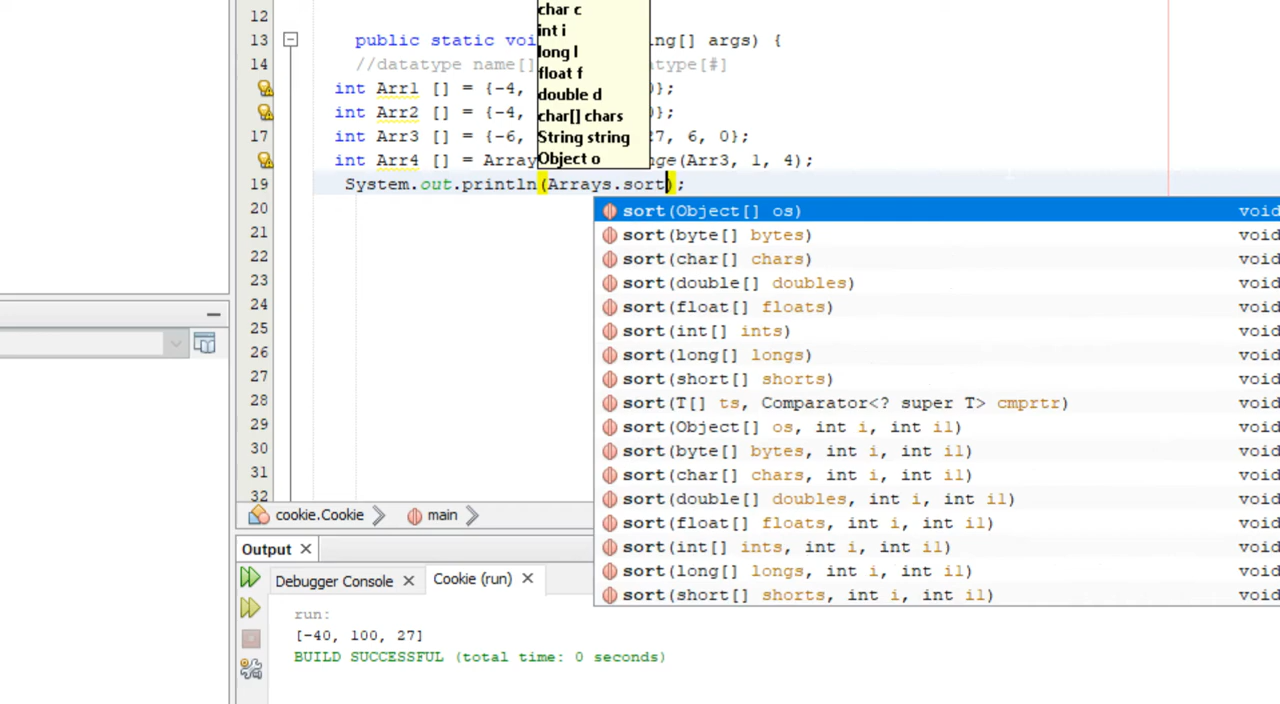 12
char c
int i
long l
float f
double d
char[] chars
String string
Object o
13 public static ng[] args) {
14 //datatype name[] datatype[#]
int Arr1 [] = {-4, };
int Arr2 [] = {-4, };
17 int Arr3 [] = {-6, 27, 6, 0};
int Arr4 [] = (Arr3, 1, 4);
19 System.out.println(Arrays.sort);
20
21
22
23
24
25
26
27
28
29
30
31
32
sort(Object[] os) void
sort(byte[] bytes) void
sort(char[] chars) void
sort(double[] doubles) void
sort(float[] floats) void
sort(int[] ints) void
sort(long[] longs) void
sort(short[] shorts) void
sort(T[] ts, Comparator<? super T> cmprtr) void
sort(Object[] os, int i, int i1) void
sort(byte[] bytes, int i, int i1) void
sort(char[] chars, int i, int i1) void
sort(double[] doubles, int i, int i1) void
sort(float[] floats, int i, int i1) void
sort(int[] ints, int i, int i1) void
sort(long[] longs, int i, int i1) void
sort(short[] shorts, int i, int i1) void
cookie.Cookie main
Output
Debugger Console Cookie (run)
run:
[-40, 100, 27]
BUILD SUCCESSFUL (total time: 0 seconds)